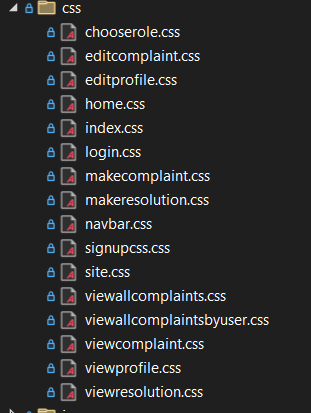 css
chooserole.css
editcomplaint.css
editprofile.css
home.css
index.css
login.css
makecomplaint.css
makeresolution.css
navbar.css
signupcss.css
site.css
viewallcomplaints.css
viewallcomplaintsbyuser.css
viewcomplaint.css
viewprofile.css
viewresolution.css